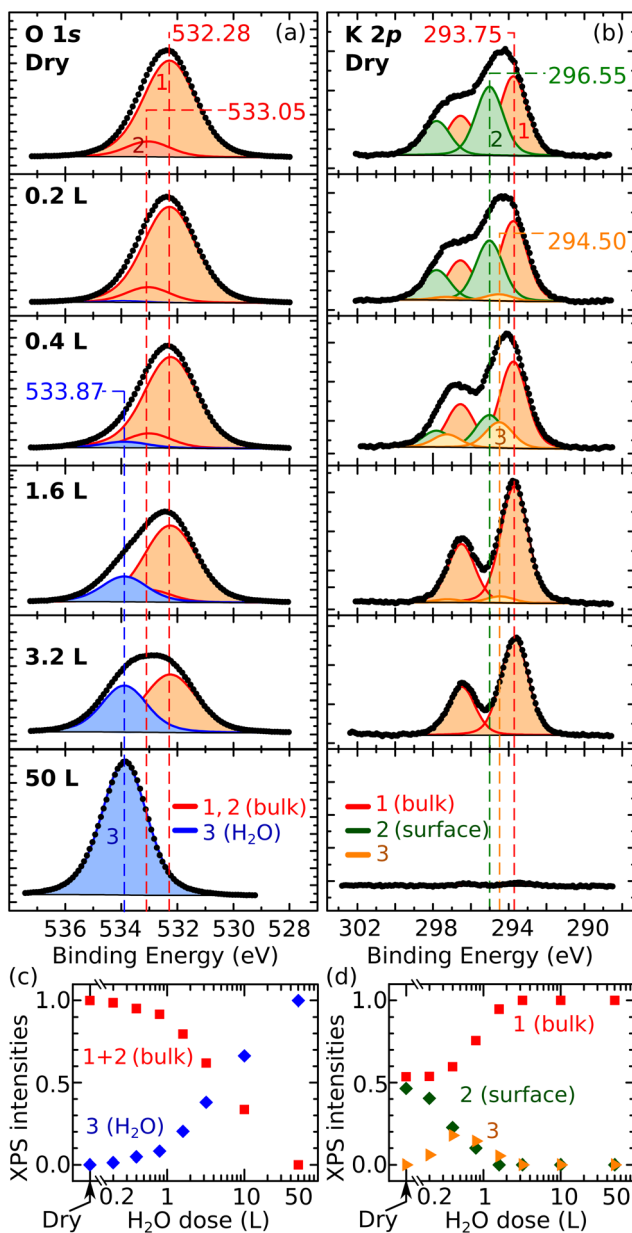 O 1s
Dry
532.28
(a)
533.05
1
2
K 2p
Dry
293.75
(b)
296.55
1
2
0.2 L
294.50
0.4 L
533.87
3
1.6 L
3.2 L
50 L
3
1, 2 (bulk)
3 (H₂O)
1 (bulk)
2 (surface)
3
536 534 532 530 528
Binding Energy (eV)
302 298 294 290
Binding Energy (eV)
(c)
XPS intensities
1.0
0.5
0.0
1+2 (bulk)
3 (H₂O)
0.2 1 10 50
Dry
H₂O dose (L)
(d)
XPS intensities
1.0
0.5
0.0
1 (bulk)
2 (surface)
3
0.2 1 10 50
Dry
H₂O dose (L)